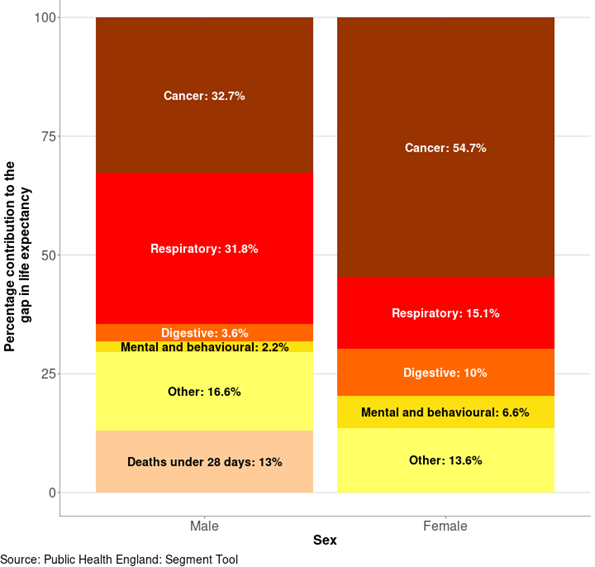 Percentage contribution to the
gap in life expectancy
100
75
50
25
0
Cancer: 32.7%
Respiratory: 31.8%
Digestive: 3.6%
Mental and behavioural: 2.2%
Other: 16.6%
Deaths under 28 days: 13%
Cancer: 54.7%
Respiratory: 15.1%
Digestive: 10%
Mental and behavioural: 6.6%
Other: 13.6%
Male
Female
Sex
Source: Public Health England: Segment Tool